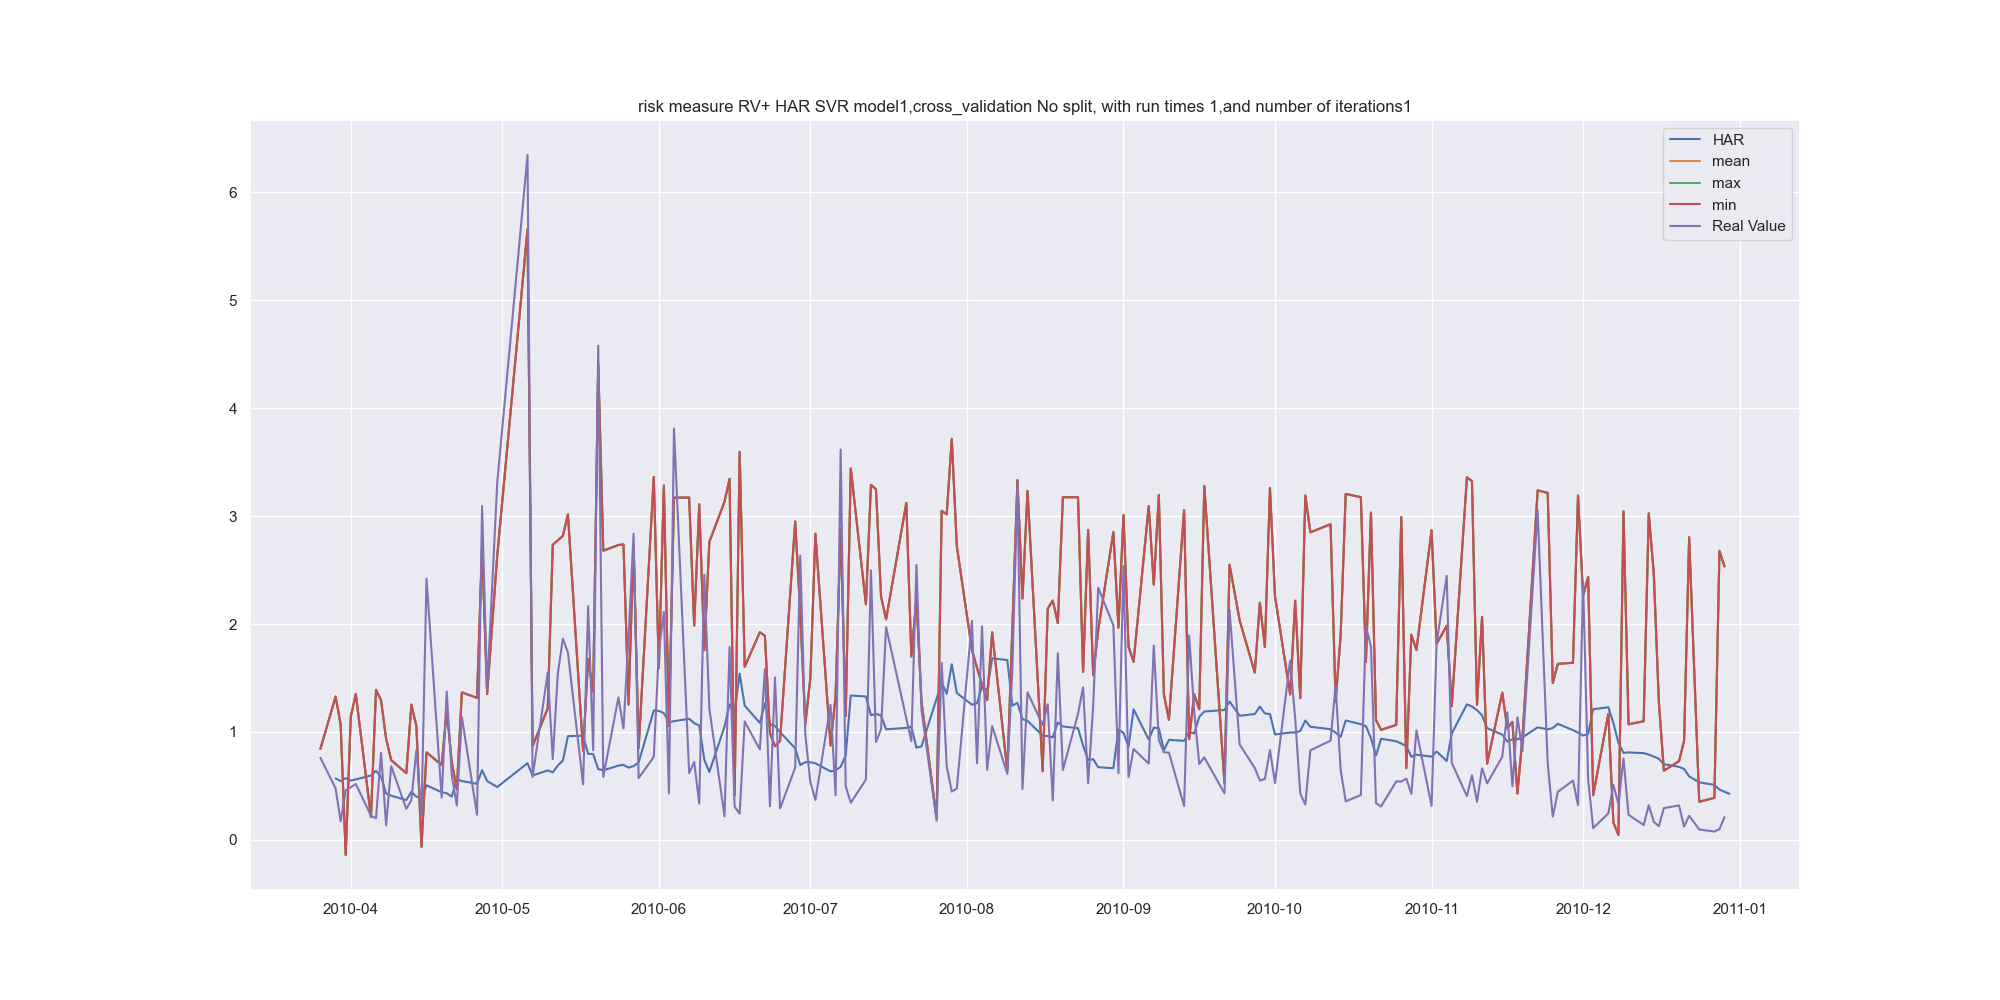 risk measure RV+ HAR SVR model1,cross_validation No split, with run times 1,and number of iterations1
HAR
mean
max
min
Real Value
6
5
4
3
2
1
0
2010-04 2010-05 2010-06 2010-07 2010-08 2010-09 2010-10 2010-11 2010-12 2011-01